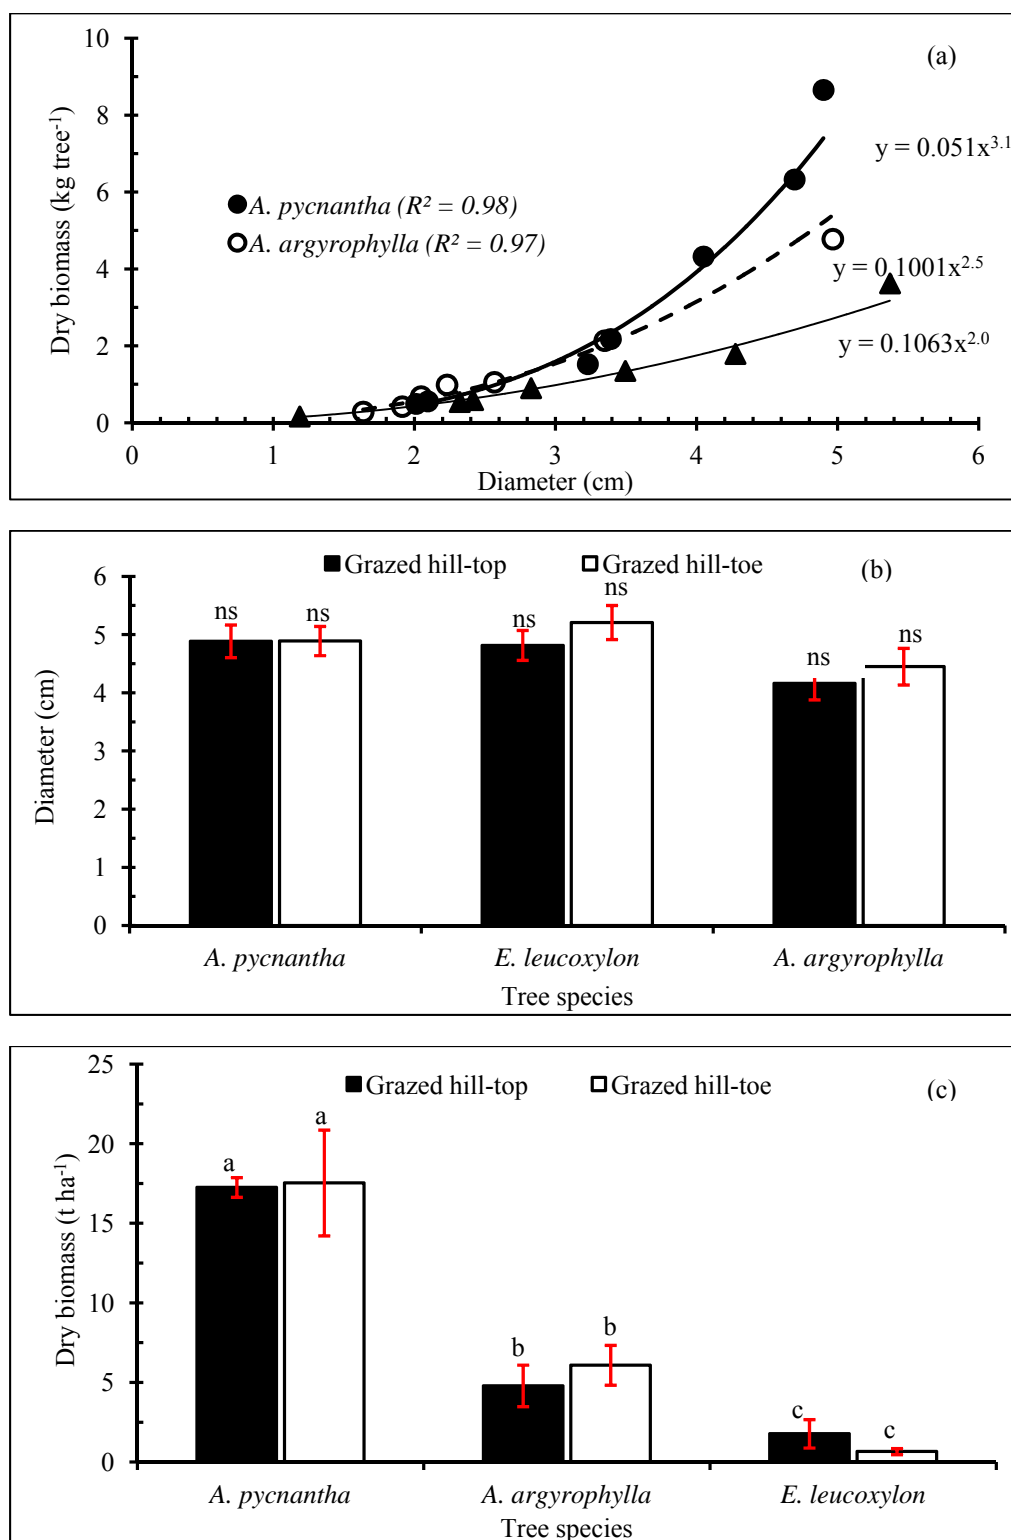 (a)
10
8
6
4
2
0
Dry biomass (kg tree-1)
y = 0.051x3.1
A. pycnantha (R² = 0.98)
A. argyrophylla (R² = 0.97)
y = 0.1001x2.5
y = 0.1063x2.0
0 1 2 3 4 5 6
Diameter (cm)
Grazed hill-top Grazed hill-toe
(b)
6
5
4
3
2
1
0
Diameter (cm)
ns ns ns ns ns ns
A. pycnantha E. leucoxylon A. argyrophylla
Tree species
Grazed hill-top Grazed hill-toe
(c)
25
20
15
10
5
0
Dry biomass (t ha-1)
a a b b c c
A. pycnantha A. argyrophylla E. leucoxylon
Tree species